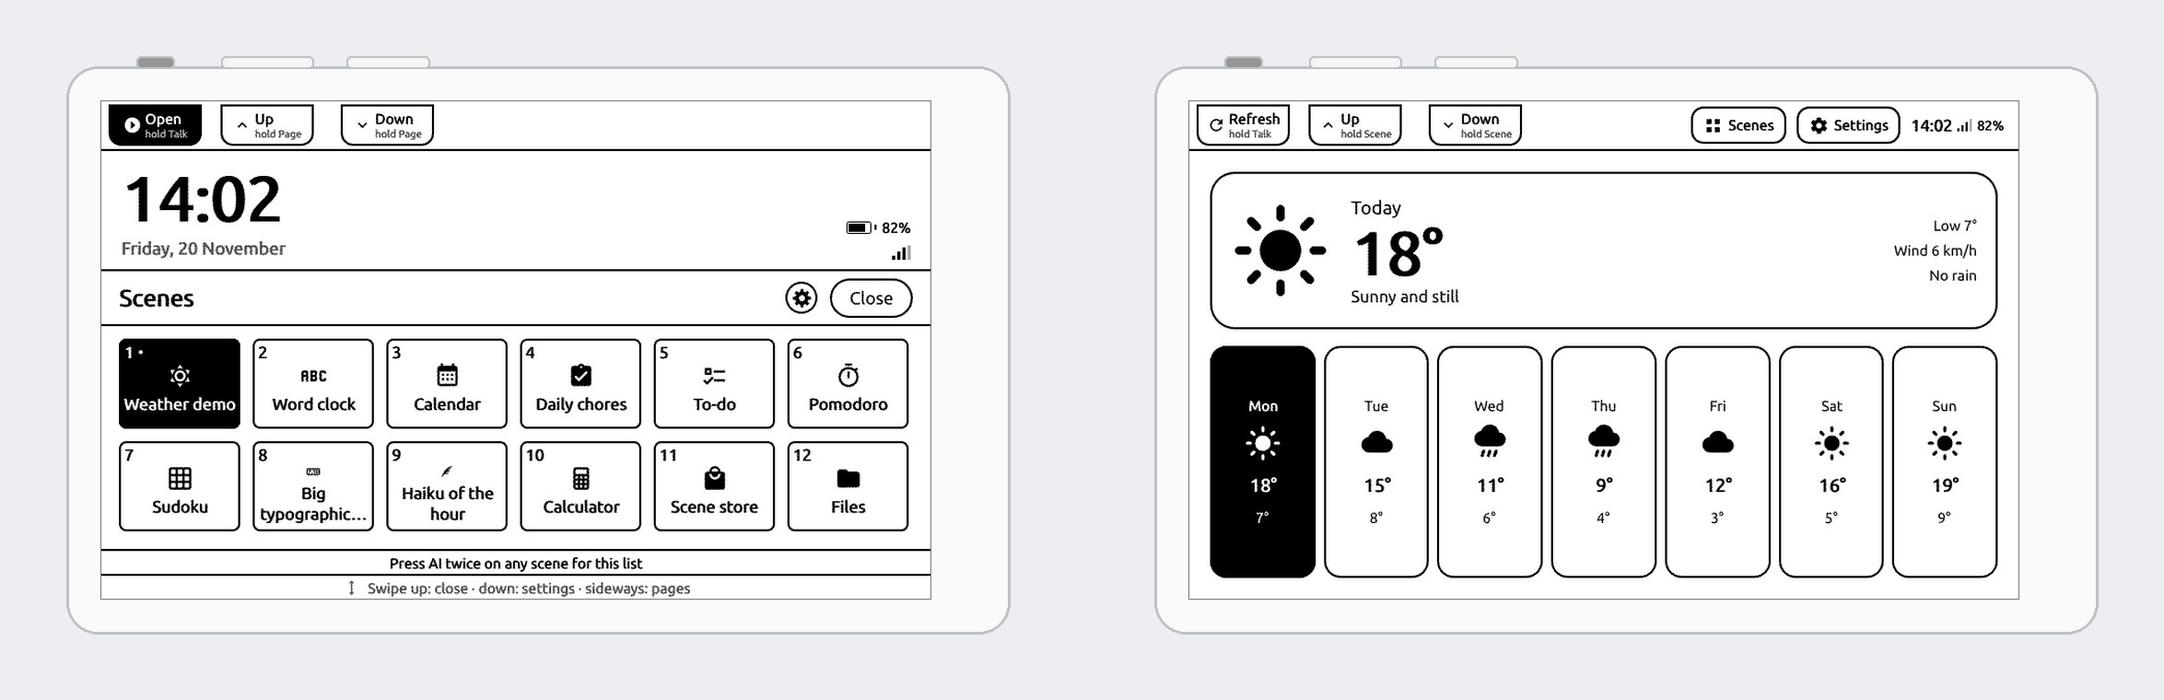 Open
hold Talk
Up
hold Page
Down
hold Page
14:02
Friday, 20 November
82%
Scenes
Close
1
Weather demo
2
ABC
Word clock
3
Calendar
4
Daily chores
5
To-do
6
Pomodoro
7
Sudoku
8
Big
typographic…
9
Haiku of the
hour
10
Calculator
11
Scene store
12
Files
Press AI twice on any scene for this list
Swipe up: close · down: settings · sideways: pages
Refresh
hold Talk
Up
hold Scene
Down
hold Scene
Scenes
Settings
14:02 82%
Today
18°
Sunny and still
Low 7°
Wind 6 km/h
No rain
Mon
18°
7°
Tue
15°
8°
Wed
11°
6°
Thu
9°
4°
Fri
12°
3°
Sat
16°
5°
Sun
19°
9°